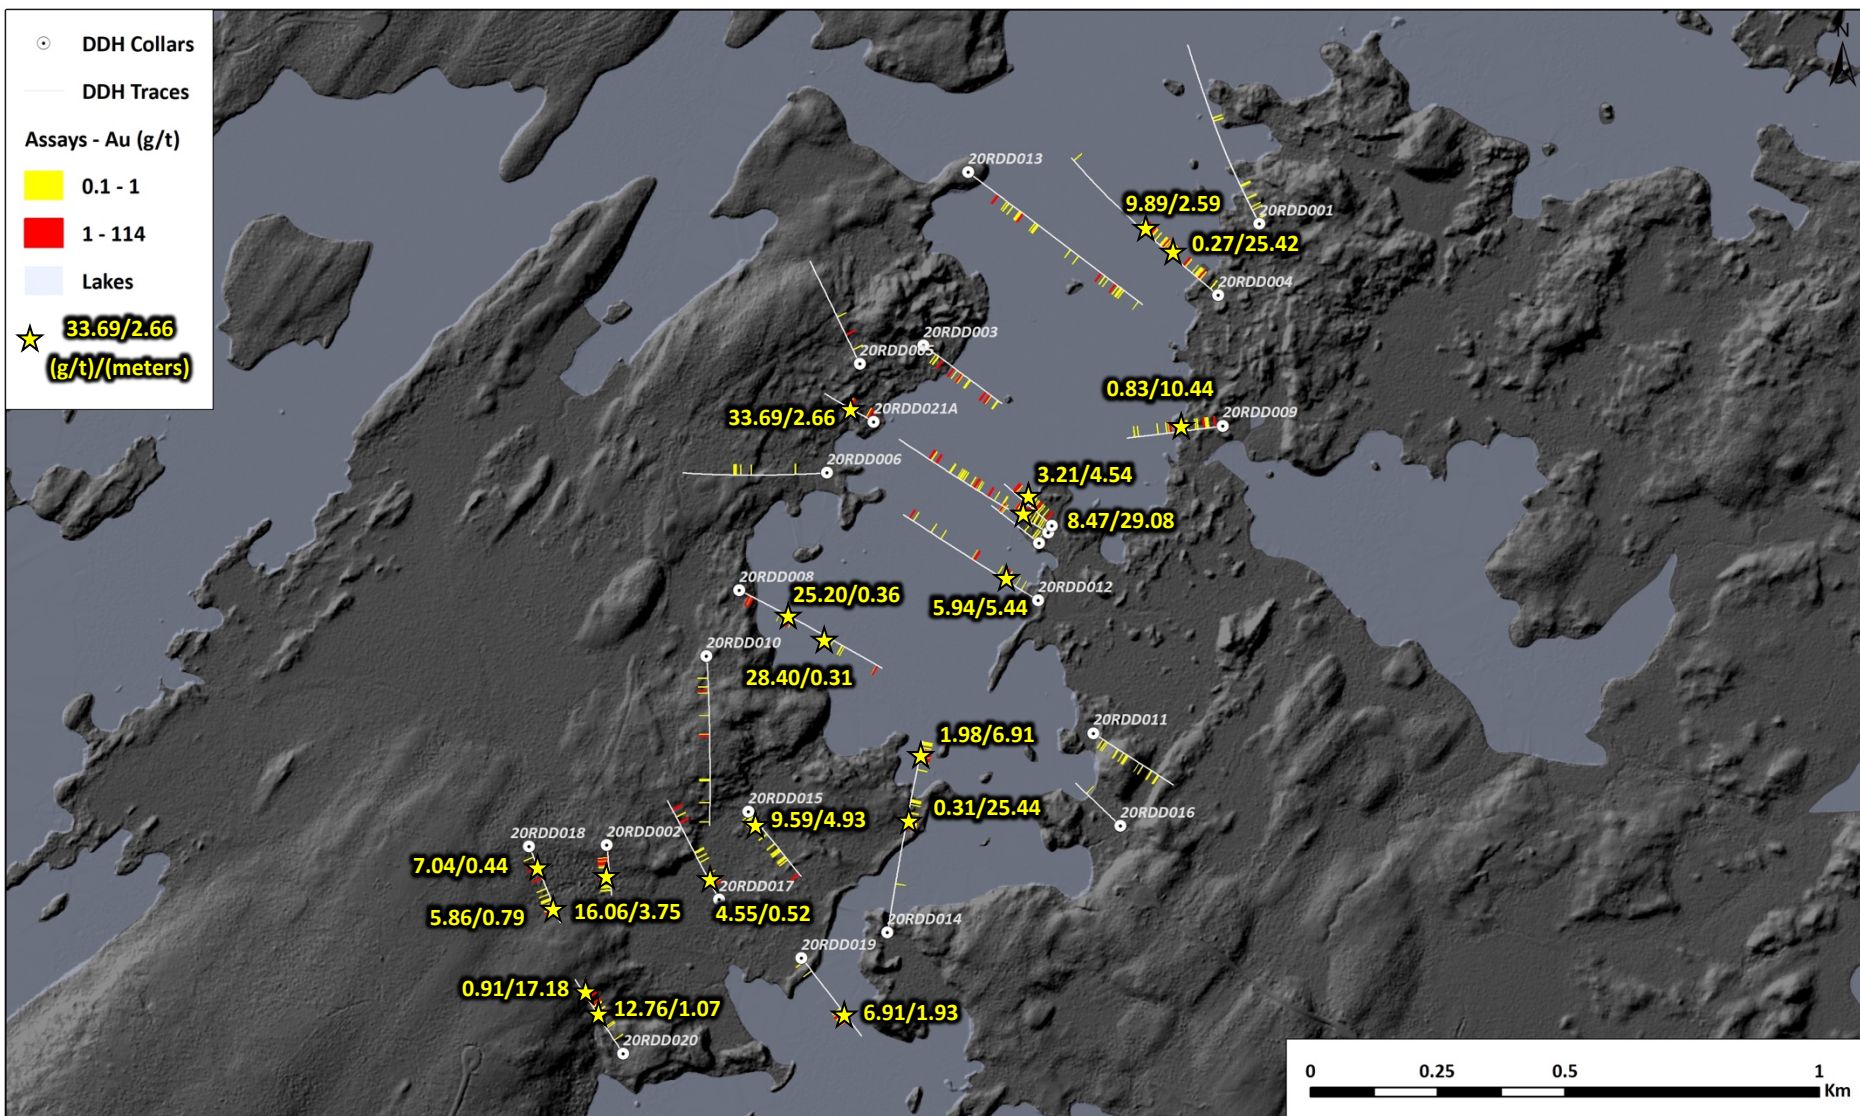 DDH Collars
DDH Traces
Assays - Au (g/t)
0.1 - 1
1 - 114
Lakes
33.69/2.66
(g/t)/(meters)
N
20RDD013
9.89/2.59
20RDD001
0.27/25.42
20RDD004
20RDD003
20RDD005
0.83/10.44
20RDD021A
20RDD009
33.69/2.66
20RDD006
3.21/4.54
8.47/29.08
20RDD008
25.20/0.36
20RDD012
5.94/5.44
20RDD010
28.40/0.31
20RDD011
1.98/6.91
20RDD015
0.31/25.44
20RDD016
9.59/4.93
20RDD018
20RDD002
7.04/0.44
20RDD017
5.86/0.79
16.06/3.75
4.55/0.52
20RDD014
20RDD019
0.91/17.18
12.76/1.07
6.91/1.93
20RDD020
0 0.25 0.5 1
Km